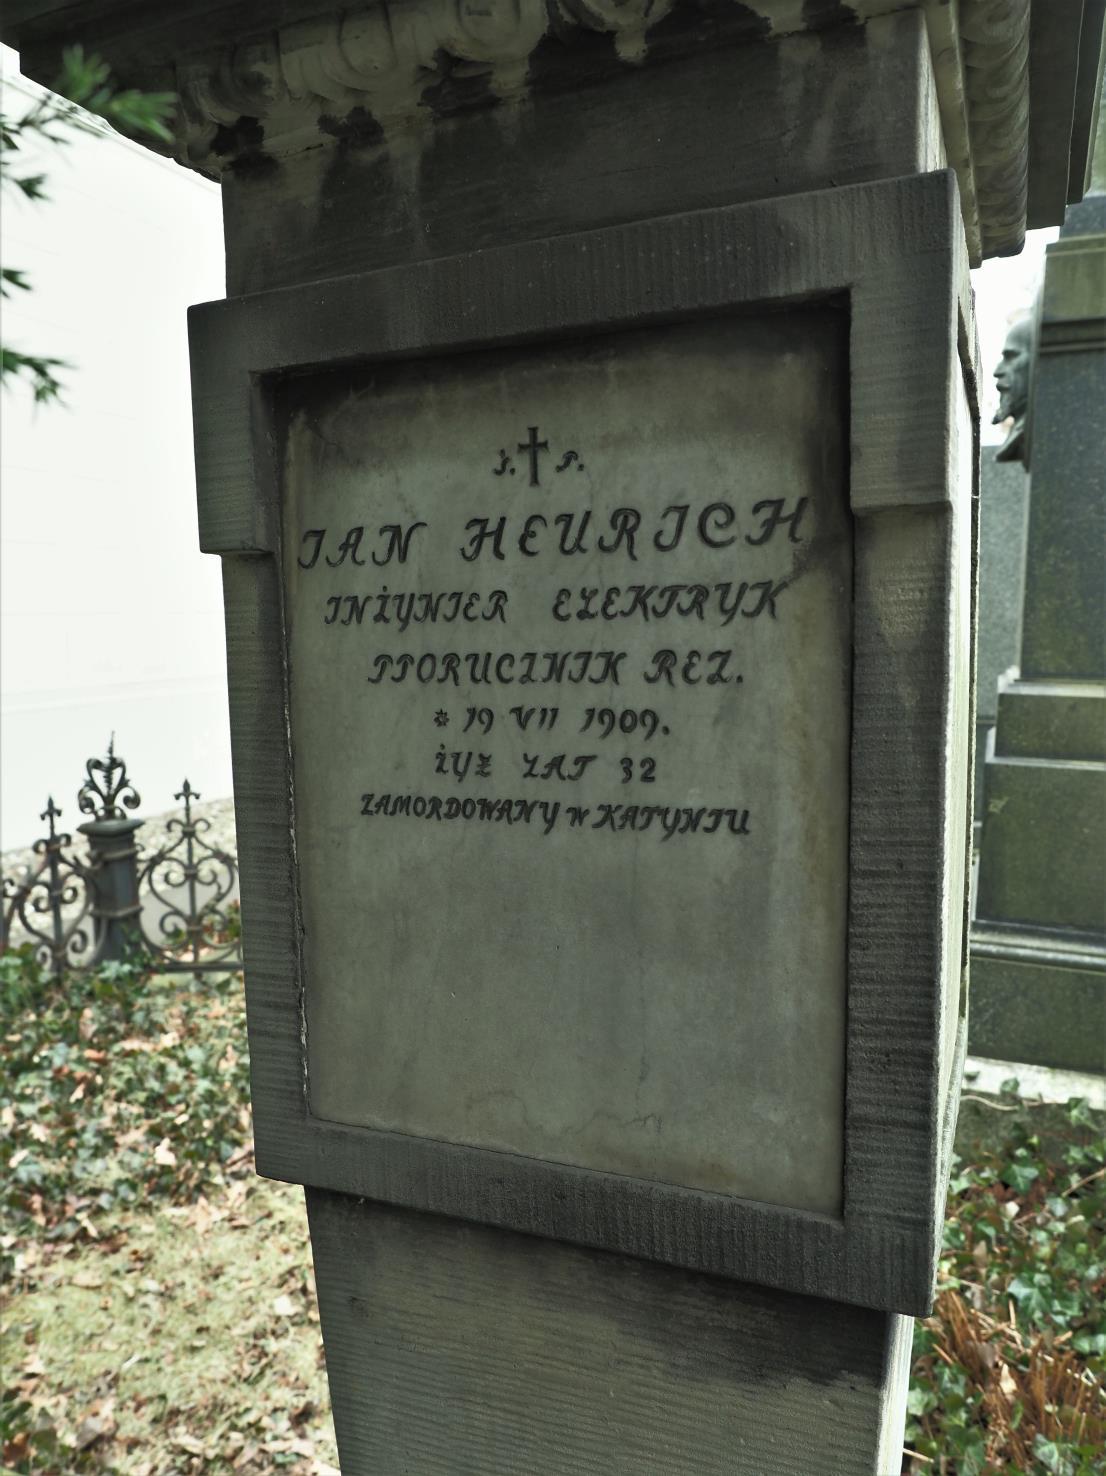 Ś. † P.
JAN HEURICH
INŻYNIER ELEKTRYK
PPORUCZNIK REZ.
* 19 VII 1909.
ŻYŁ LAT 32
ZAMORDOWANY W KATYNIU